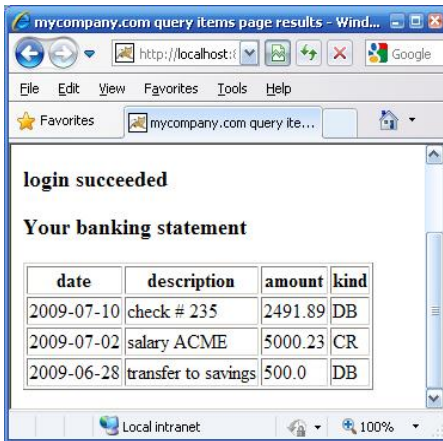 mycompany.com query items page results - Wind...
http://localhost:8
Google
File Edit View Favorites Tools Help
Favorites mycompany.com query ite...
login succeeded
Your banking statement
date description amount kind
2009-07-10 check # 235 2491.89 DB
2009-07-02 salary ACME 5000.23 CR
2009-06-28 transfer to savings 500.0 DB
Local intranet 100%